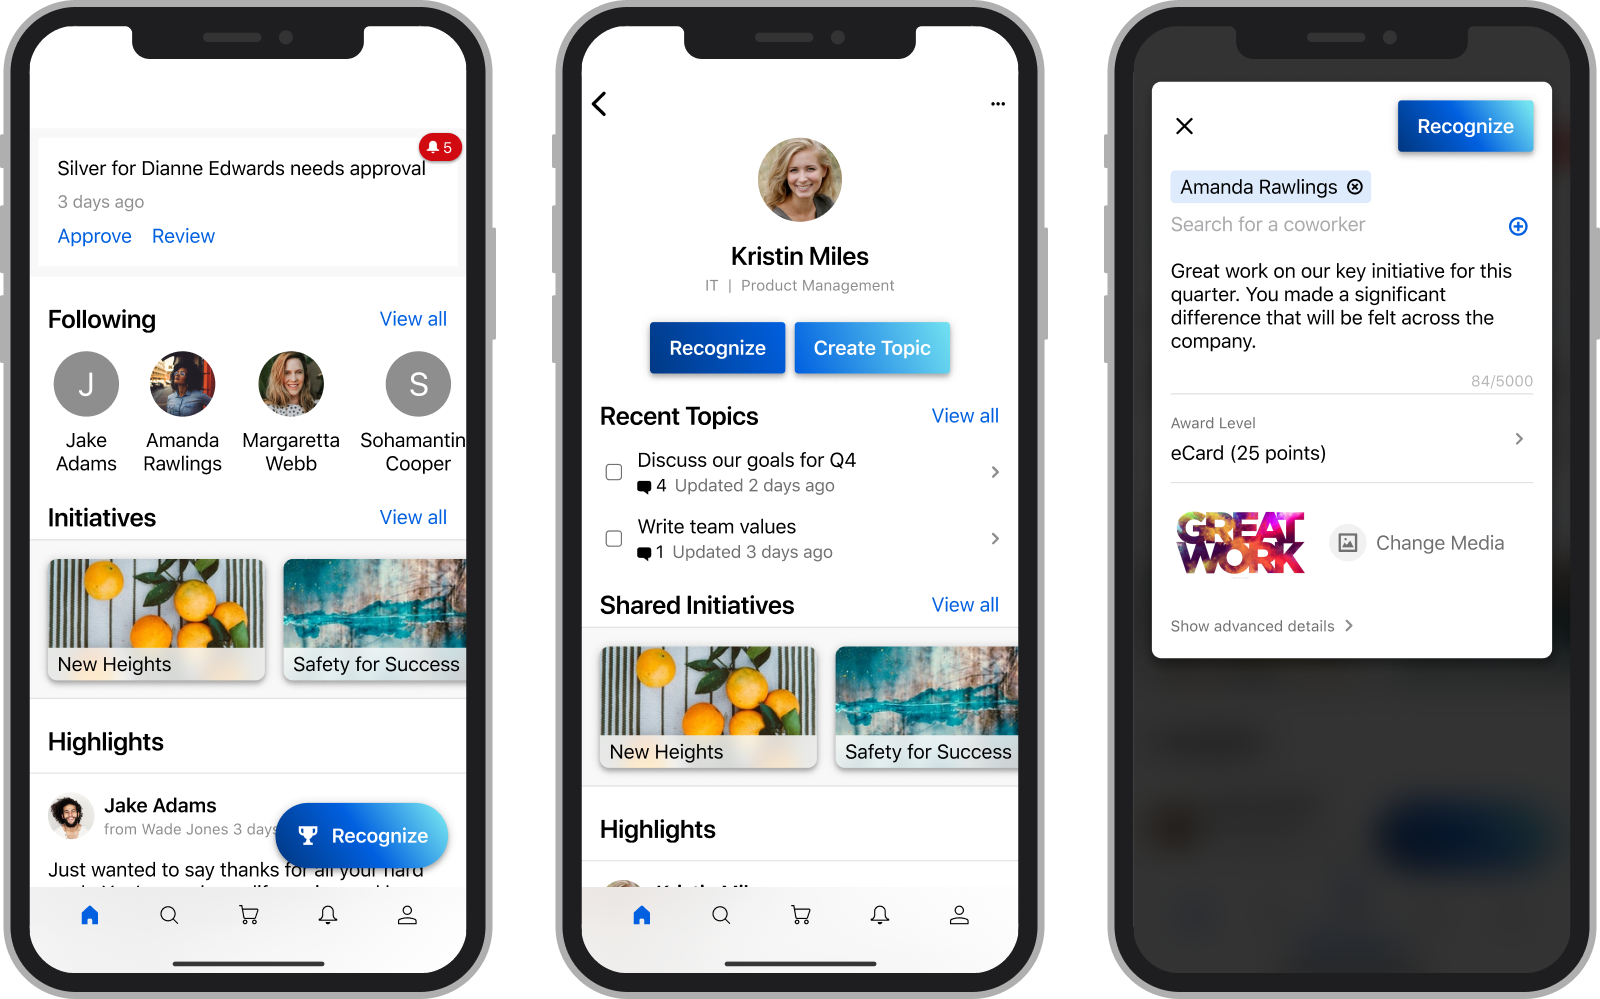 5
Silver for Dianne Edwards needs approval
3 days ago
Approve Review
Following View all
J S
Jake Adams
Amanda Rawlings
Margaretta Webb
Sohamantin Cooper
Initiatives View all
New Heights Safety for Success
Highlights
Jake Adams
from Wade Jones 3 days
Recognize
Just wanted to say thanks for all your hard
Kristin Miles
IT | Product Management
Recognize Create Topic
Recent Topics View all
Discuss our goals for Q4
4 Updated 2 days ago
Write team values
1 Updated 3 days ago
Shared Initiatives View all
New Heights Safety for Success
Highlights
Recognize
Amanda Rawlings
Search for a coworker
Great work on our key initiative for this
quarter. You made a significant
difference that will be felt across the
company.
84/5000
Award Level
eCard (25 points)
GREAT
WORK
Change Media
Show advanced details